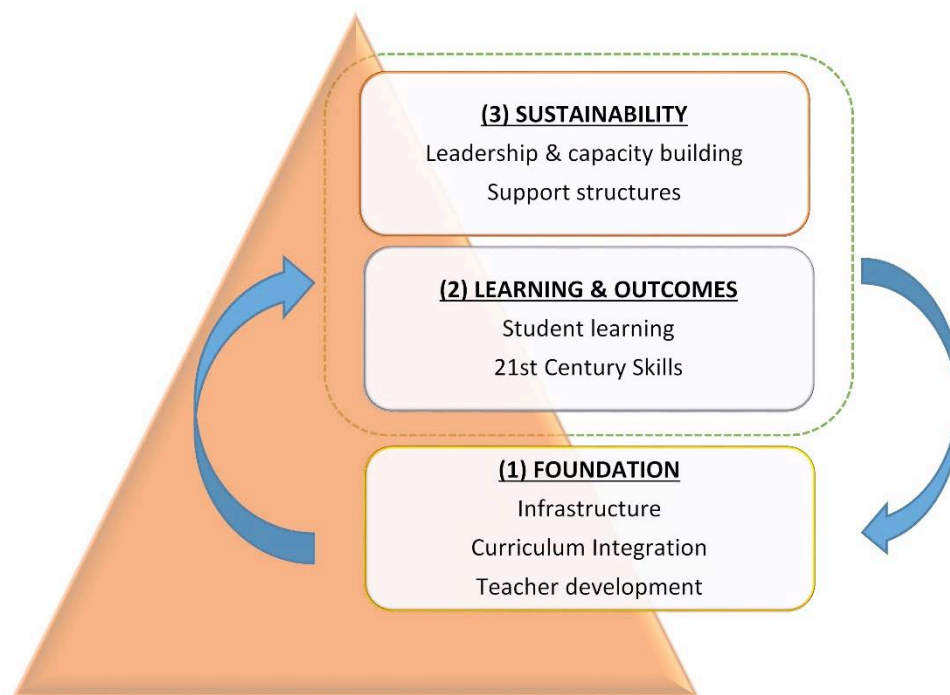 (3) SUSTAINABILITY
Leadership & capacity building
Support structures
(2) LEARNING & OUTCOMES
Student learning
21st Century Skills
(1) FOUNDATION
Infrastructure
Curriculum Integration
Teacher development